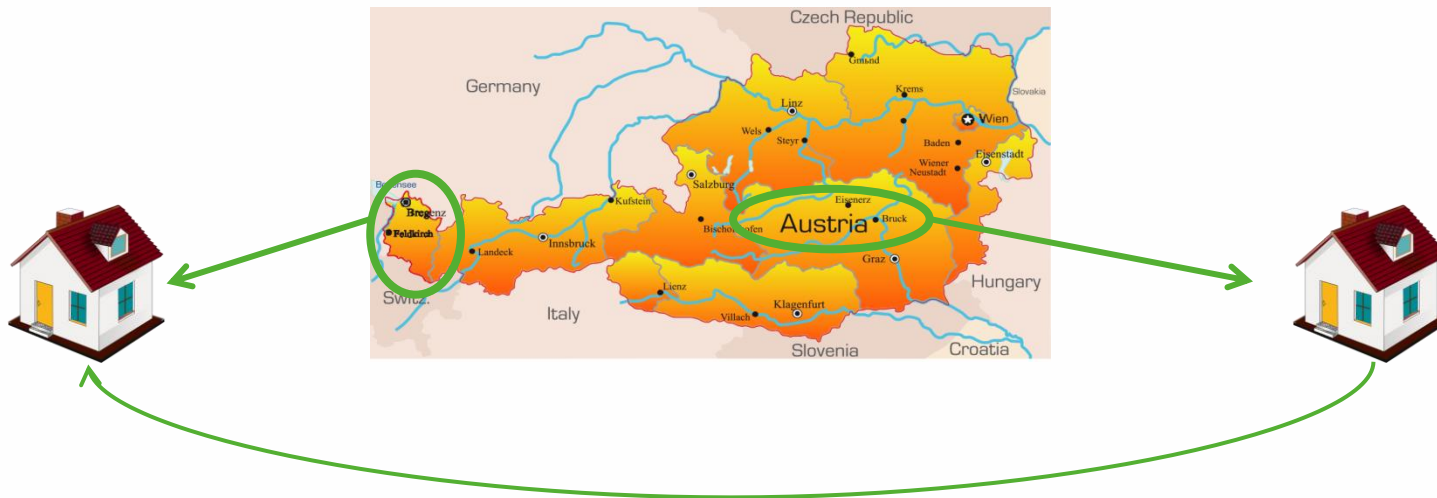 Czech Republic
Germany
Gmünd
Slovakia
Krems
Linz
Wien
Wels
Steyr
Baden
Eisenstadt
Wiener
Neustadt
Salzburg
Kufstein
Eisenerz
Bregenz
Austria
Bruck
Feldkirch
Innsbruck
Landeck
Graz
Hungary
Switz.
Lienz
Italy
Klagenfurt
Villach
Slovenia
Croatia